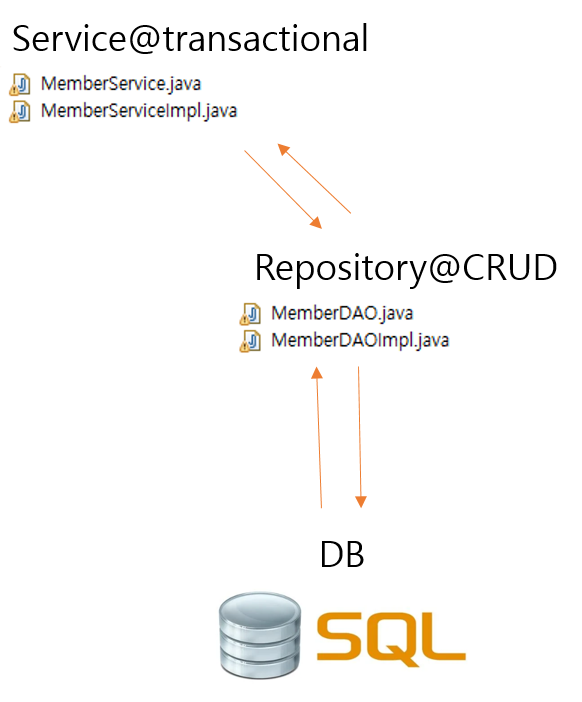 Service@transactional
MemberService.java
MemberServiceImpl.java
Repository@CRUD
MemberDAO.java
MemberDAOImpl.java
DB
SQL